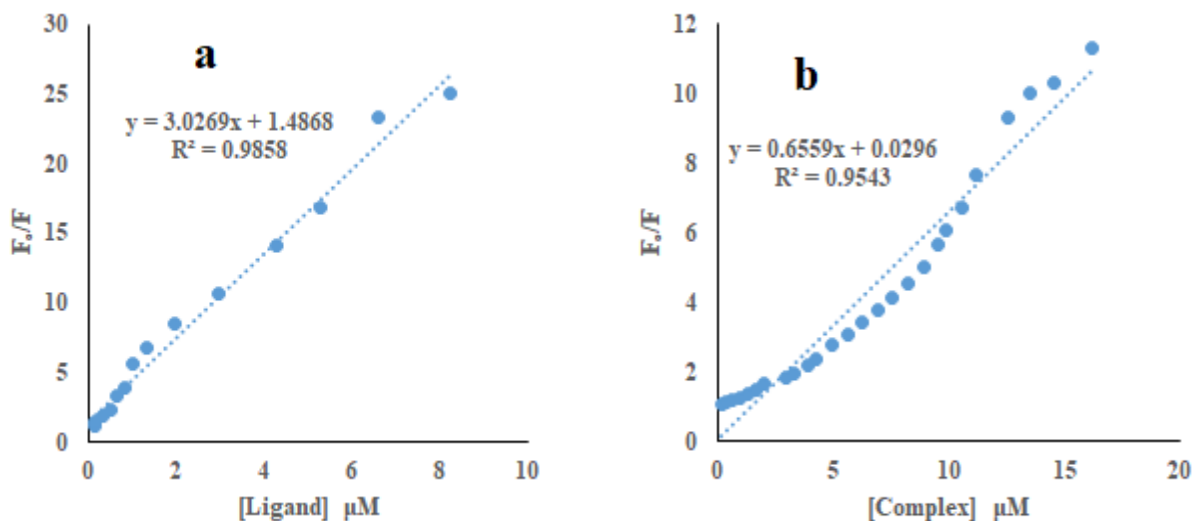 a
30
25
20
15
10
5
0
y = 3.0269x + 1.4868
R² = 0.9858
Fₒ/F
0 2 4 6 8 10
[Ligand] μM
b
12
10
8
6
4
2
0
y = 0.6559x + 0.0296
R² = 0.9543
Fₒ/F
0 5 10 15 20
[Complex] μM